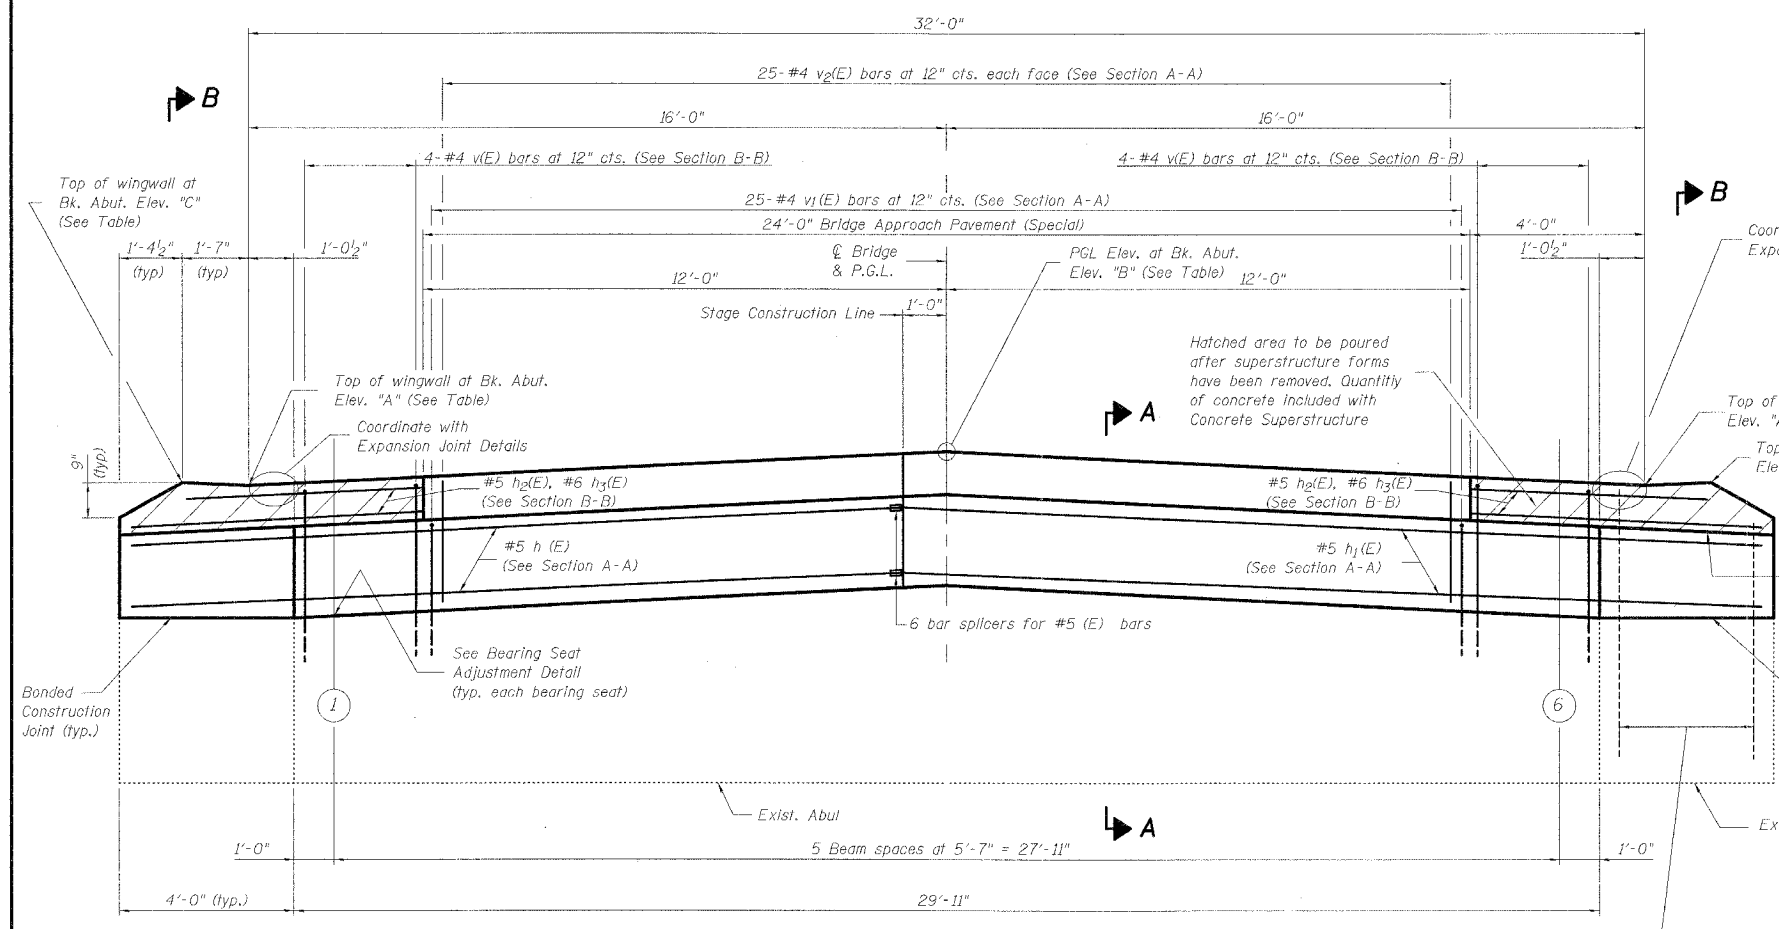 32'-0"
25-#4 v2(E) bars at 12" cts. each face (See Section A-A)
B
16'-0"
16'-0"
4-#4 v(E) bars at 12" cts. (See Section B-B)
4-#4 v(E) bars at 12" cts. (See Section B-B)
Top of wingwall at
Bk. Abut. Elev. "C"
(See Table)
B
25-#4 v1(E) bars at 12" cts. (See Section A-A)
24'-0" Bridge Approach Pavement (Special)
4'-0"
1'-4½"
(typ)
1'-7"
(typ)
1'-0½"
℄ Bridge
& P.G.L.
PGL Elev. at Bk. Abut.
Elev. "B" (See Table)
1'-0½"
12'-0"
12'-0"
Stage Construction Line
1'-0"
Hatched area to be poured
after superstructure forms
have been removed. Quantitiy
of concrete included with
Concrete Superstructure
Top of wingwall at Bk. Abut.
Elev. "A" (See Table)
Coordinate with
Expansion Joint Details
A
Top of
9"
(typ)
#5 h2(E), #6 h3(E)
(See Section B-B)
#5 h2(E), #6 h3(E)
(See Section B-B)
#5 h (E)
(See Section A-A)
#5 h1(E)
(See Section A-A)
6 bar splicers for #5 (E) bars
See Bearing Seat
Adjustment Detail
(typ. each bearing seat)
Bonded
Construction
Joint (typ.)
1
6
Exist. Abut
A
1'-0"
5 Beam spaces at 5'-7" = 27'-11"
1'-0"
4'-0" (typ.)
29'-11"